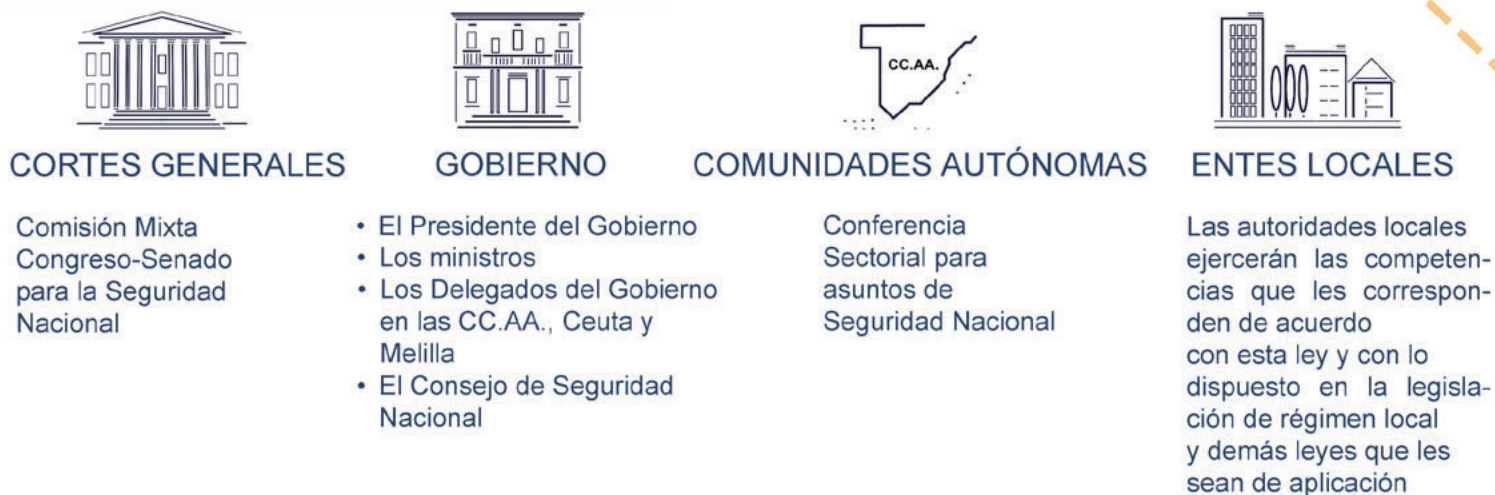 CC.AA.
CORTES GENERALES
Comisión Mixta
Congreso-Senado
para la Seguridad
Nacional
GOBIERNO
• El Presidente del Gobierno
• Los ministros
• Los Delegados del Gobierno
en las CC.AA., Ceuta y
Melilla
• El Consejo de Seguridad
Nacional
COMUNIDADES AUTÓNOMAS
Conferencia
Sectorial para
asuntos de
Seguridad Nacional
ENTES LOCALES
Las autoridades locales
ejercerán las competen-
cias que les correspon-
den de acuerdo
con esta ley y con lo
dispuesto en la legisla-
ción de régimen local
y demás leyes que les
sean de aplicación